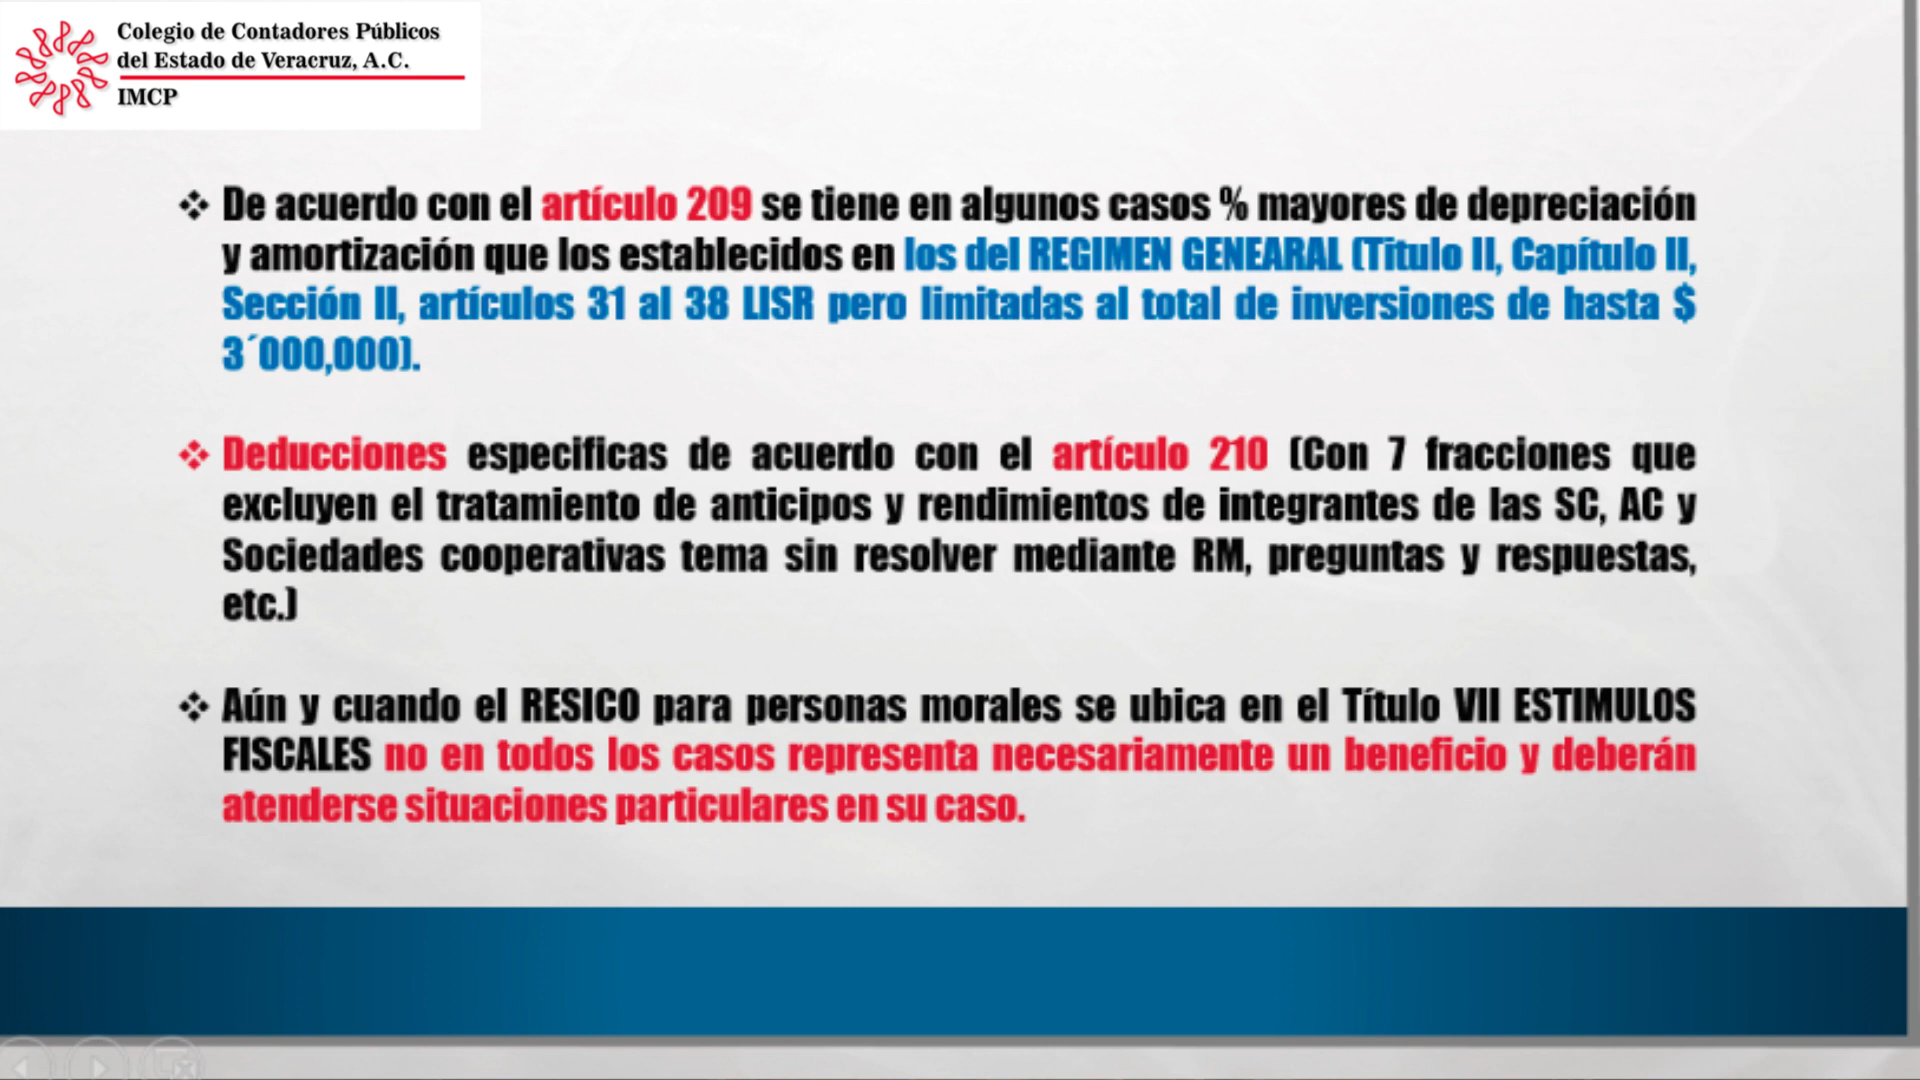 Colegio de Contadores Públicos
del Estado de Veracruz, A.C.
IMCP
De acuerdo con el artículo 209 se tiene en algunos casos % mayores de depreciación
y amortización que los establecidos en los del REGIMEN GENEARAL (Titulo II, Capítulo II,
Sección II, artículos 31 al 38 LISR pero limitadas al total de inversiones de hasta $
3´000,000).
Deducciones especificas de acuerdo con el artículo 210 (Con 7 fracciones que
excluyen el tratamiento de anticipos y rendimientos de integrantes de las SC, AC y
Sociedades cooperativas tema sin resolver mediante RM, preguntas y respuestas,
etc.)
Aún y cuando el RESICO para personas morales se ubica en el Título VII ESTIMULOS
FISCALES no en todos los casos representa necesariamente un beneficio y deberán
atenderse situaciones particulares en su caso.